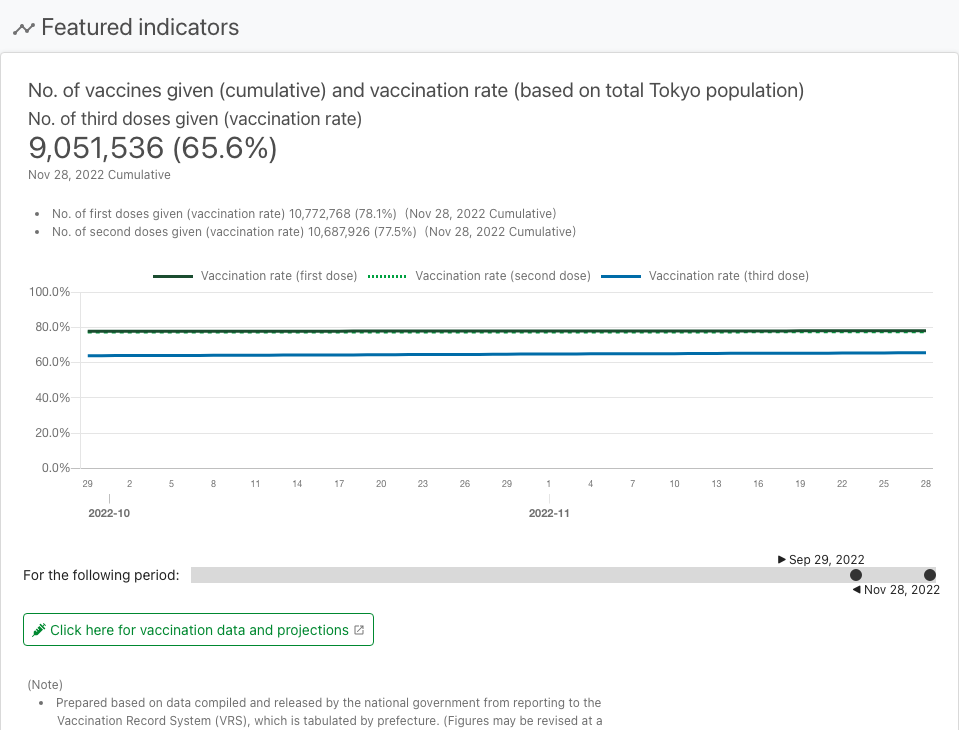 Featured indicators
No. of vaccines given (cumulative) and vaccination rate (based on total Tokyo population)
No. of third doses given (vaccination rate)
9,051,536 (65.6%)
Nov 28, 2022 Cumulative
No. of first doses given (vaccination rate) 10,772,768 (78.1%) (Nov 28, 2022 Cumulative)
No. of second doses given (vaccination rate) 10,687,926 (77.5%) (Nov 28, 2022 Cumulative)
Vaccination rate (first dose) Vaccination rate (second dose) Vaccination rate (third dose)
100.0%
80.0%
60.0%
40.0%
20.0%
0.0%
29 2 5 8 11 14 17 20 23 26 29 1 4 7 10 13 16 19 22 25 28
2022-10 2022-11
Sep 29, 2022
For the following period:
Nov 28, 2022
Click here for vaccination data and projections
(Note)
Prepared based on data compiled and released by the national government from reporting to the
Vaccination Record System (VRS), which is tabulated by prefecture. (Figures may be revised at a